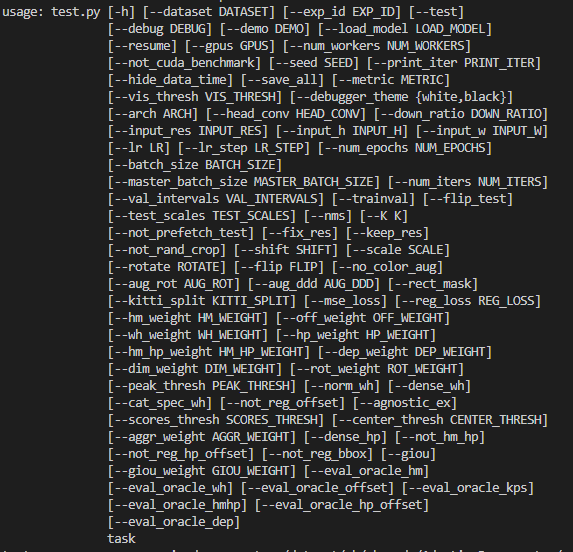 usage: test.py [-h] [--dataset DATASET] [--exp_id EXP_ID] [--test]
[--debug DEBUG] [--demo DEMO] [--load_model LOAD_MODEL]
[--resume] [--gpus GPUS] [--num_workers NUM_WORKERS]
[--not_cuda_benchmark] [--seed SEED] [--print_iter PRINT_ITER]
[--hide_data_time] [--save_all] [--metric METRIC]
[--vis_thresh VIS_THRESH] [--debugger_theme {white,black}]
[--arch ARCH] [--head_conv HEAD_CONV] [--down_ratio DOWN_RATIO]
[--input_res INPUT_RES] [--input_h INPUT_H] [--input_w INPUT_W]
[--lr LR] [--lr_step LR_STEP] [--num_epochs NUM_EPOCHS]
[--batch_size BATCH_SIZE]
[--master_batch_size MASTER_BATCH_SIZE] [--num_iters NUM_ITERS]
[--val_intervals VAL_INTERVALS] [--trainval] [--flip_test]
[--test_scales TEST_SCALES] [--nms] [--K K]
[--not_prefetch_test] [--fix_res] [--keep_res]
[--not_rand_crop] [--shift SHIFT] [--scale SCALE]
[--rotate ROTATE] [--flip FLIP] [--no_color_aug]
[--aug_rot AUG_ROT] [--aug_ddd AUG_DDD] [--rect_mask]
[--kitti_split KITTI_SPLIT] [--mse_loss] [--reg_loss REG_LOSS]
[--hm_weight HM_WEIGHT] [--off_weight OFF_WEIGHT]
[--wh_weight WH_WEIGHT] [--hp_weight HP_WEIGHT]
[--hm_hp_weight HM_HP_WEIGHT] [--dep_weight DEP_WEIGHT]
[--dim_weight DIM_WEIGHT] [--rot_weight ROT_WEIGHT]
[--peak_thresh PEAK_THRESH] [--norm_wh] [--dense_wh]
[--cat_spec_wh] [--not_reg_offset] [--agnostic_ex]
[--scores_thresh SCORES_THRESH] [--center_thresh CENTER_THRESH]
[--aggr_weight AGGR_WEIGHT] [--dense_hp] [--not_hm_hp]
[--not_reg_hp_offset] [--not_reg_bbox] [--giou]
[--giou_weight GIOU_WEIGHT] [--eval_oracle_hm]
[--eval_oracle_wh] [--eval_oracle_offset] [--eval_oracle_kps]
[--eval_oracle_hmhp] [--eval_oracle_hp_offset]
[--eval_oracle_dep]
task